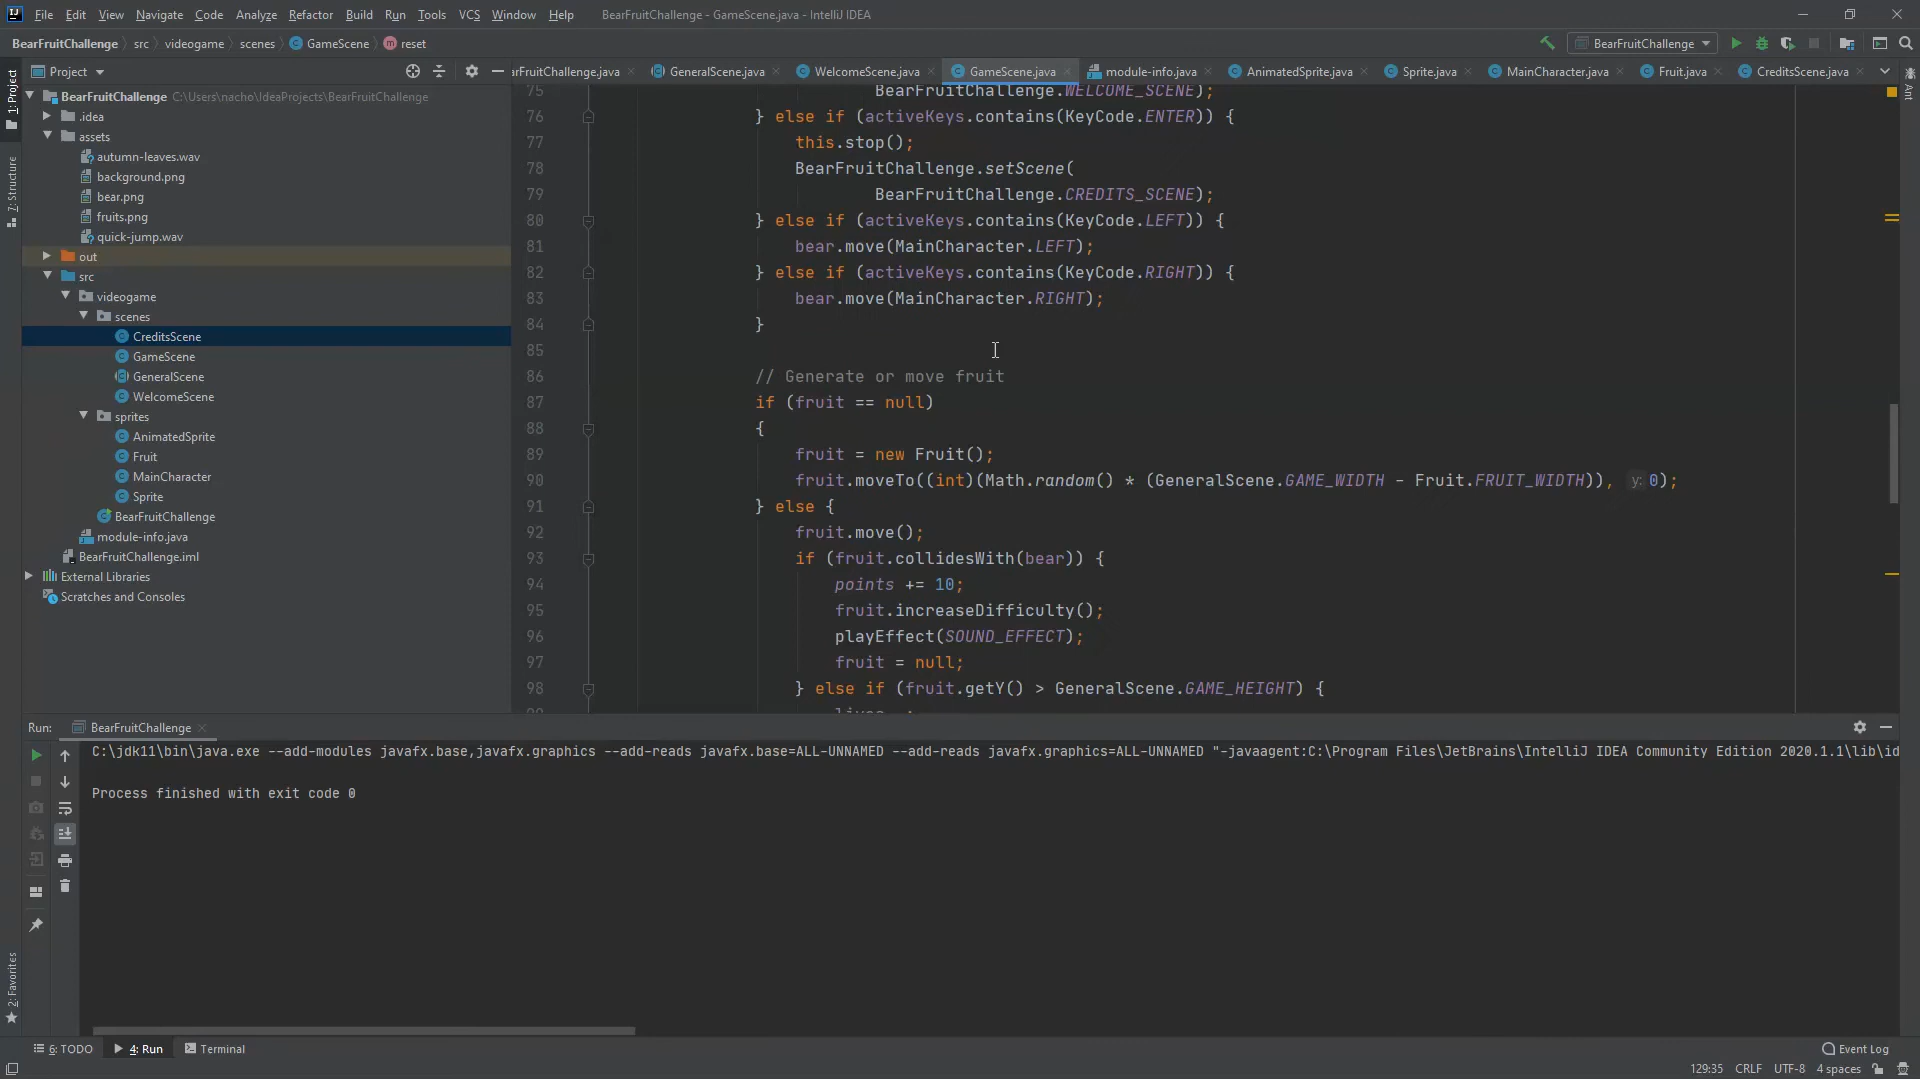 File Edit View Navigate Code Analyze Refactor Build Run Tools VCS Window Help BearFruitChallenge - GameScene.java - IntelliJ IDEA
BearFruitChallenge src videogame scenes GameScene reset BearFruitChallenge
Project arFruitChallenge.java GeneralScene.java WelcomeScene.java GameScene.java module-info.java AnimatedSprite.java Sprite.java MainCharacter.java Fruit.java CreditsScene.java
1: Project
7: Structure
2: Favorites
Ant
BearFruitChallenge C:\Users\nacho\IdeaProjects\BearFruitChallenge
.idea
assets
autumn-leaves.wav
background.png
bear.png
fruits.png
quick-jump.wav
out
src
videogame
scenes
CreditsScene
GameScene
GeneralScene
WelcomeScene
sprites
AnimatedSprite
Fruit
MainCharacter
Sprite
BearFruitChallenge
module-info.java
BearFruitChallenge.iml
External Libraries
Scratches and Consoles
75 BearFruitChallenge.WELCOME_SCENE);
76 } else if (activeKeys.contains(KeyCode.ENTER)) {
77 this.stop();
78 BearFruitChallenge.setScene(
79 BearFruitChallenge.CREDITS_SCENE);
80 } else if (activeKeys.contains(KeyCode.LEFT)) {
81 bear.move(MainCharacter.LEFT);
82 } else if (activeKeys.contains(KeyCode.RIGHT)) {
83 bear.move(MainCharacter.RIGHT);
84 }
85
86 // Generate or move fruit
87 if (fruit == null)
88 {
89 fruit = new Fruit();
90 fruit.moveTo((int)(Math.random() * (GeneralScene.GAME_WIDTH - Fruit.FRUIT_WIDTH)), y: 0);
91 } else {
92 fruit.move();
93 if (fruit.collidesWith(bear)) {
94 points += 10;
95 fruit.increaseDifficulty();
96 playEffect(SOUND_EFFECT);
97 fruit = null;
98 } else if (fruit.getY() > GeneralScene.GAME_HEIGHT) {
Run: BearFruitChallenge
C:\jdk11\bin\java.exe --add-modules javafx.base,javafx.graphics --add-reads javafx.base=ALL-UNNAMED --add-reads javafx.graphics=ALL-UNNAMED "-javaagent:C:\Program Files\JetBrains\IntelliJ IDEA Community Edition 2020.1.1\lib\id
Process finished with exit code 0
6: TODO 4: Run Terminal Event Log
129:35 CRLF UTF-8 4 spaces